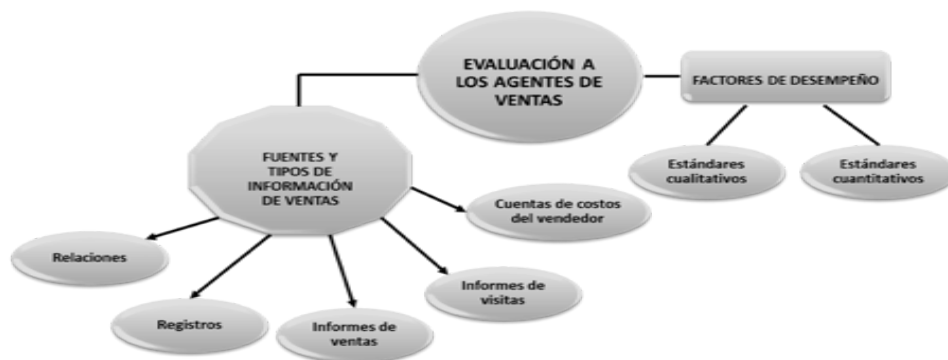 EVALUACIÓN A
LOS AGENTES DE
VENTAS
FACTORES DE DESEMPEÑO
Estándares
cualitativos
Estándares
cuantitativos
FUENTES Y
TIPOS DE
INFORMACIÓN
DE VENTAS
Cuentas de costos
del vendedor
Relaciones
Informes de
visitas
Registros
Informes de
ventas